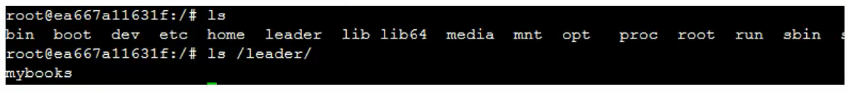 root@ea667a11631f:/# ls
bin boot dev etc home leader lib lib64 media mnt opt proc root run sbin
root@ea667a11631f:/# ls /leader/
mybooks